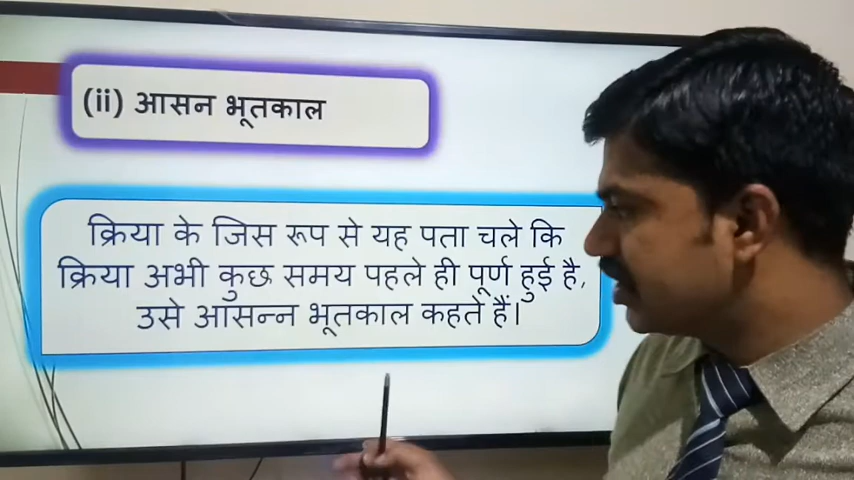 (ii) आसन भूतकाल
क्रिया के जिस रूप से यह पता चले कि
क्रिया अभी कुछ समय पहले ही पूर्ण हुई है,
उसे आसन्न भूतकाल कहते हैं।